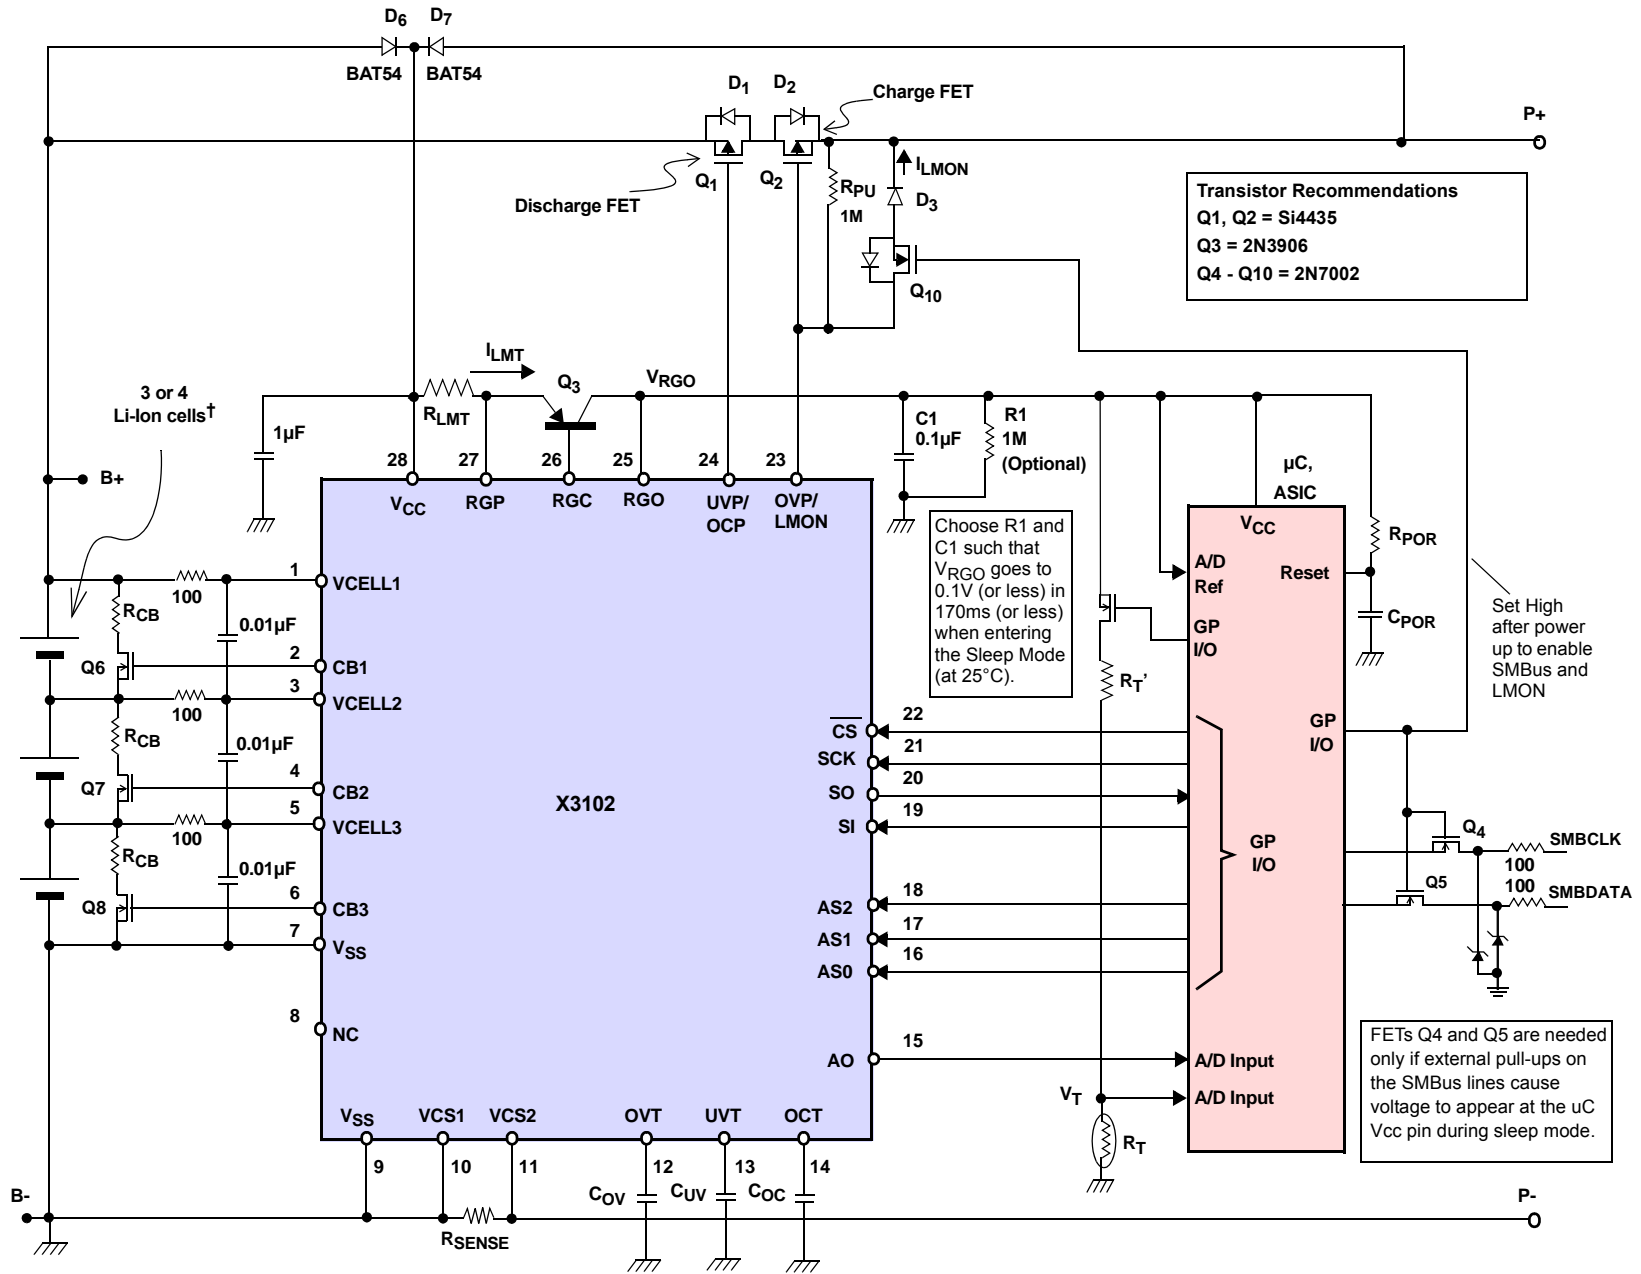 D6 D7
BAT54 BAT54
D1 D2
Charge FET
P+
Q1 Q2
Discharge FET
RPU
1M
ILMON
D3
Q10
Transistor Recommendations
Q1, Q2 = Si4435
Q3 = 2N3906
Q4 - Q10 = 2N7002
3 or 4
Li-Ion cells†
B+
1µF
RLMT
ILMT
Q3
VRGO
C1
0.1µF
R1
1M
(Optional)
28 27 26 25 24 23
VCC
RGP
RGC
RGO
UVP/
OCP
OVP/
LMON
Choose R1 and
C1 such that
VRGO goes to
0.1V (or less) in
170ms (or less)
when entering
the Sleep Mode
(at 25°C).
µC,
ASIC
VCC
A/D
Ref
Reset
GP
I/O
RPOR
CPOR
Set High
after power
up to enable
SMBus and
LMON
RT'
100
1
VCELL1
RCB
0.01µF
Q6
2
CB1
3
VCELL2
100
RCB
0.01µF
Q7
4
CB2
5
VCELL3
100
RCB
0.01µF
Q8
6
CB3
7
VSS
8
NC
X3102
22
CS
21
SCK
20
SO
19
SI
18
AS2
17
AS1
16
AS0
15
AO
GP
I/O
GP
I/O
Q4
SMBCLK
100
Q5
100
SMBDATA
A/D Input
A/D Input
VT
RT
FETs Q4 and Q5 are needed
only if external pull-ups on
the SMBus lines cause
voltage to appear at the uC
Vcc pin during sleep mode.
VSS VCS1 VCS2 OVT UVT OCT
9 10 11 12 13 14
COV CUV COC
B-
RSENSE
P-